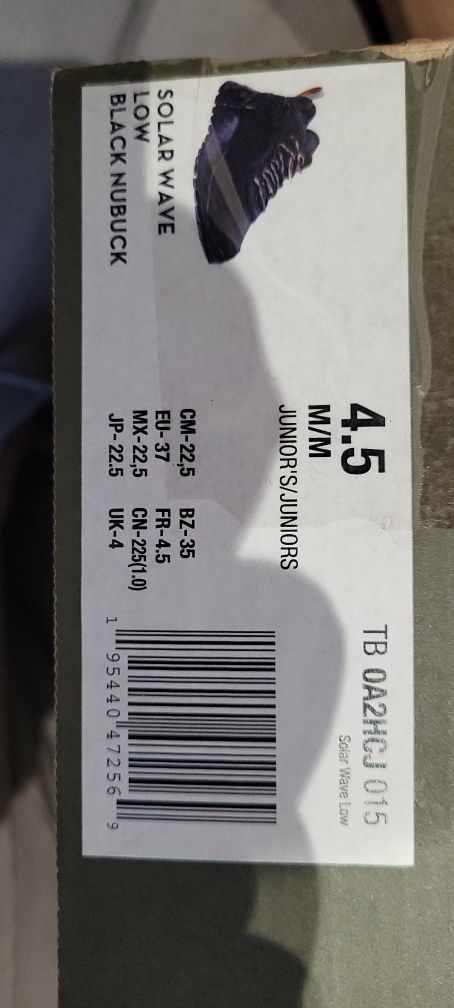 SOLAR WAVE
LOW
BLACK NUBUCK
4.5
M/M
JUNIOR'S/JUNIORS
CM-22,5 BZ-35
EU- 37 FR-4.5
MX-22,5 CN-225(1.0)
JP- 22.5 UK-4
TB 0A2HCJ 015
Solar Wave Low
1 95440 47256 9